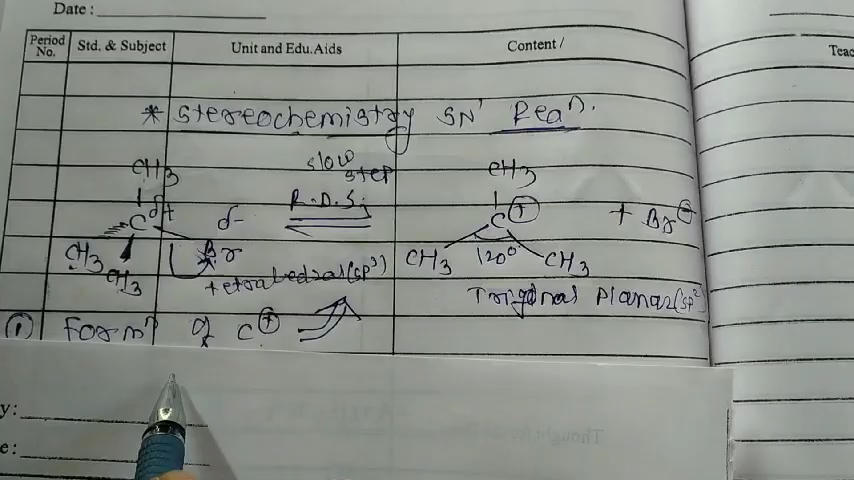 Date :
Period No. Std. & Subject Unit and Edu.Aids Content /
Teac
* Stereochemistry SN' Rean.
CH3 slow step CH3
C δ+ δ- R.D.S. C + + Br⊖
CH3 CH3 Br CH3 120° CH3
tetrahedral (sp3)
Trigonal Planar (sp2
① Formn of C⊕
y:
e: